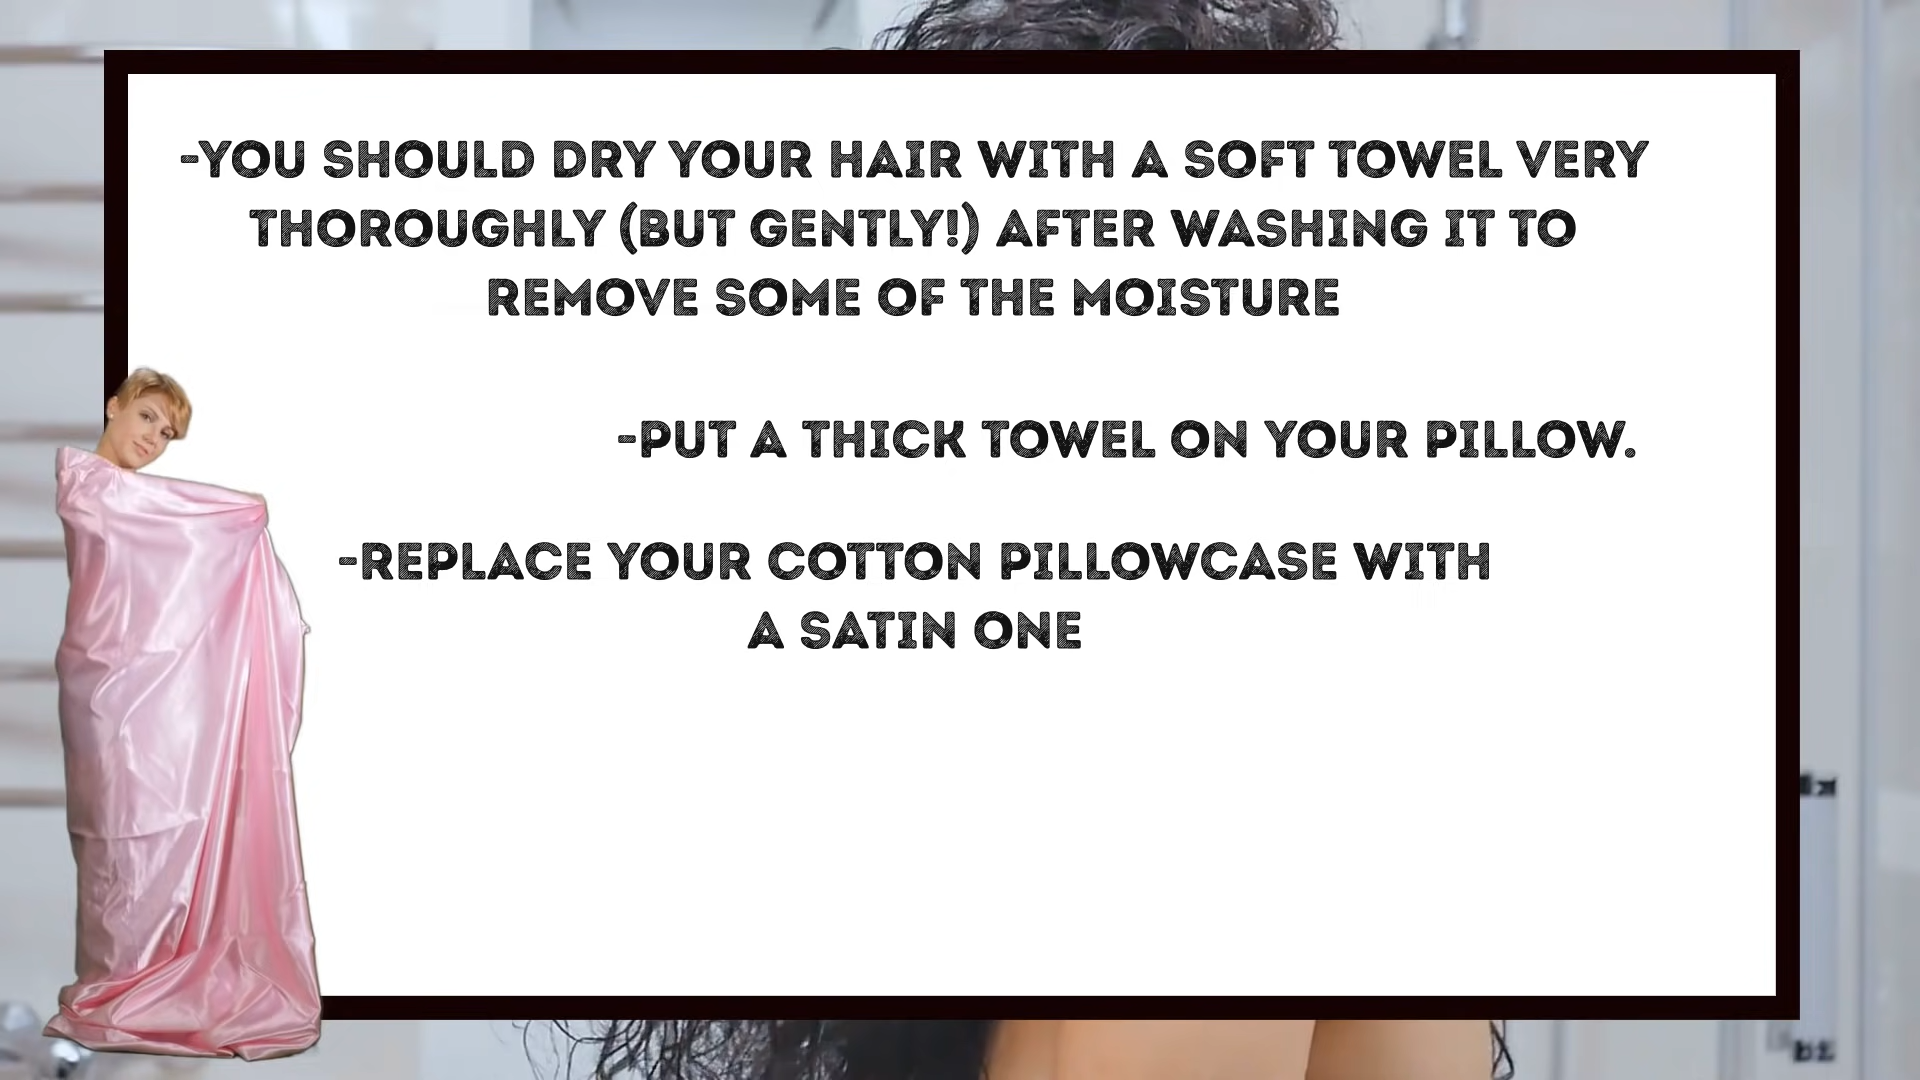 -YOU SHOULD DRY YOUR HAIR WITH A SOFT TOWEL VERY
THOROUGHLY (BUT GENTLY!) AFTER WASHING IT TO
REMOVE SOME OF THE MOISTURE
-PUT A THICK TOWEL ON YOUR PILLOW.
-REPLACE YOUR COTTON PILLOWCASE WITH
A SATIN ONE